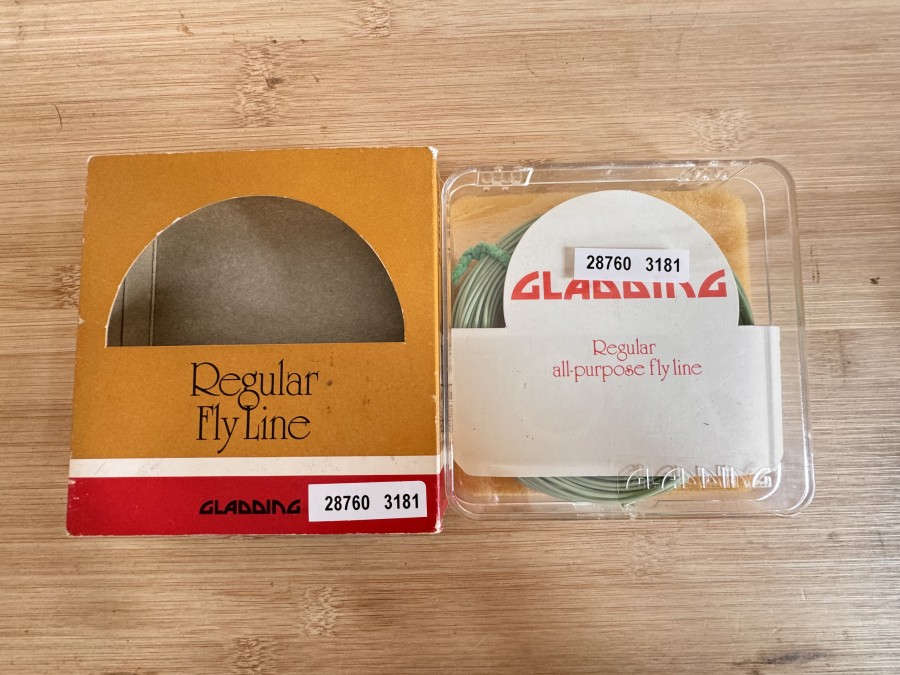 Regular
Fly Line
GLADDING
28760 3181
28760 3181
GLADDING
Regular
all-purpose fly line
GLADDING